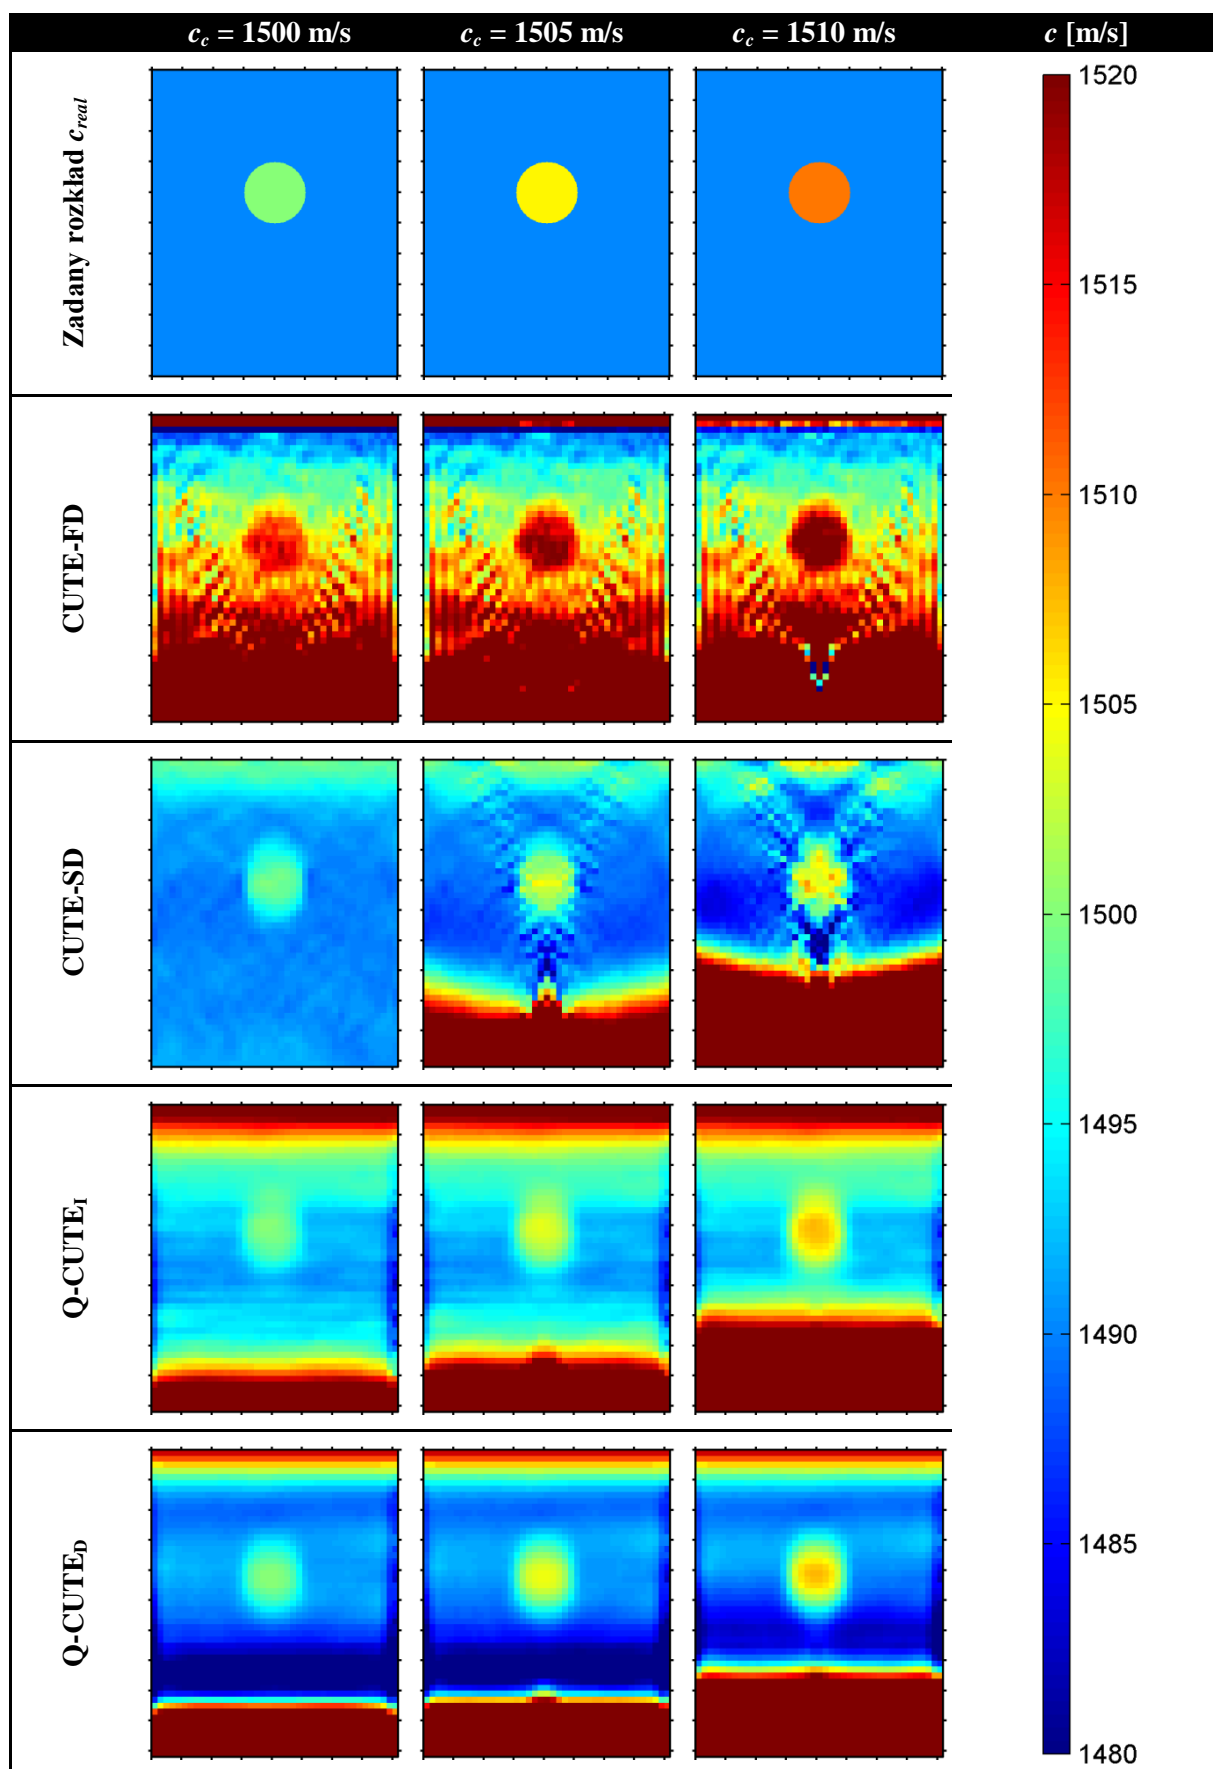 c_c = 1500 m/s c_c = 1505 m/s c_c = 1510 m/s c [m/s]
Zadany rozkład c_real
CUTE-FD
CUTE-SD
Q-CUTE_I
Q-CUTE_D
1520
1515
1510
1505
1500
1495
1490
1485
1480